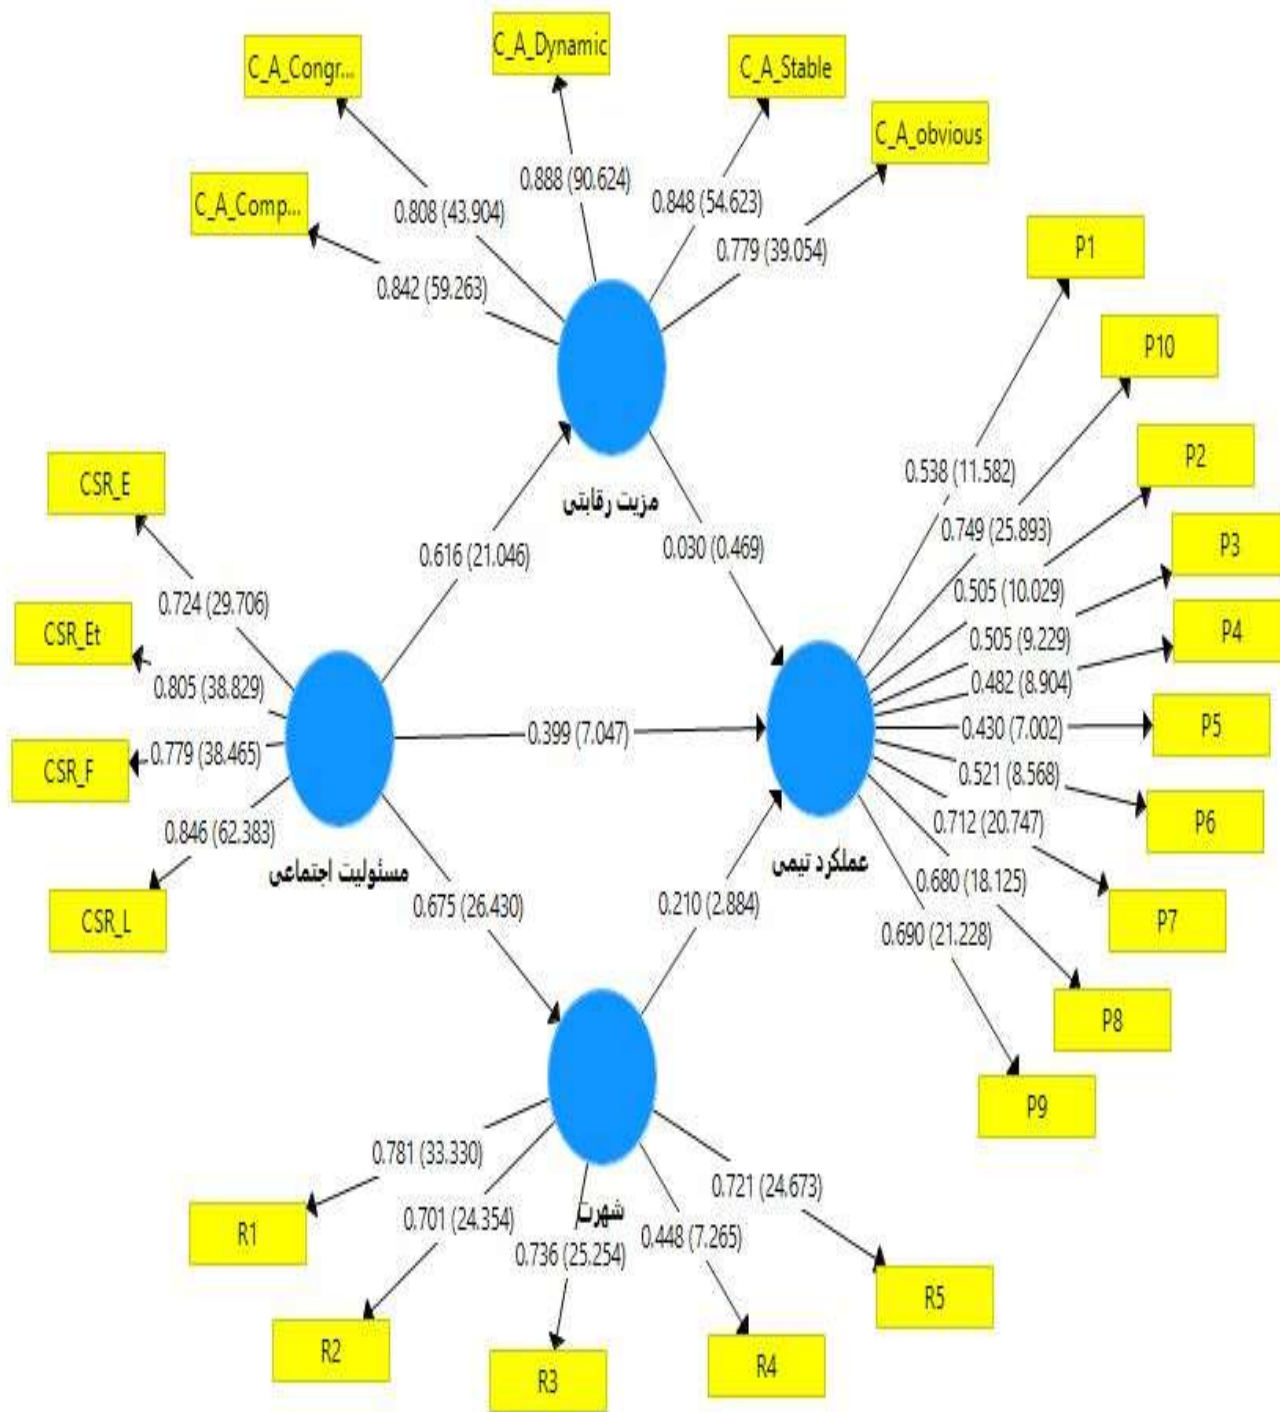 C_A_Dynamic
C_A_Congr...
C_A_Stable
C_A_obvious
C_A_Comp...
0.888 (90.624)
0.808 (43.904)
0.848 (54.623)
0.779 (39.054)
0.842 (59.263)
P1
P10
P2
P3
P4
P5
P6
P7
P8
P9
0.538 (11.582)
0.749 (25.893)
0.505 (10.029)
0.505 (9.229)
0.482 (8.904)
0.430 (7.002)
0.521 (8.568)
0.712 (20.747)
0.680 (18.125)
0.690 (21.228)
مزیت رقابتی
0.616 (21.046)
0.030 (0.469)
CSR_E
CSR_Et
CSR_F
CSR_L
0.724 (29.706)
0.805 (38.829)
0.779 (38.465)
0.846 (62.383)
0.399 (7.047)
مسئولیت اجتماعی
عملکرد تیمی
0.675 (26.430)
0.210 (2.884)
شهرت
0.781 (33.330)
0.701 (24.354)
0.736 (25.254)
0.448 (7.265)
0.721 (24.673)
R1
R2
R3
R4
R5